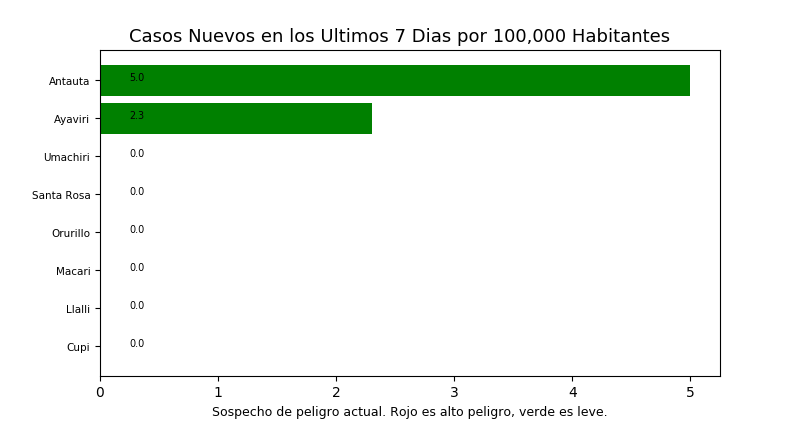 Casos Nuevos en los Ultimos 7 Dias por 100,000 Habitantes
Antauta 5.0
Ayaviri 2.3
Umachiri 0.0
Santa Rosa 0.0
Orurillo 0.0
Macari 0.0
Llalli 0.0
Cupi 0.0
0 1 2 3 4 5
Sospecho de peligro actual. Rojo es alto peligro, verde es leve.